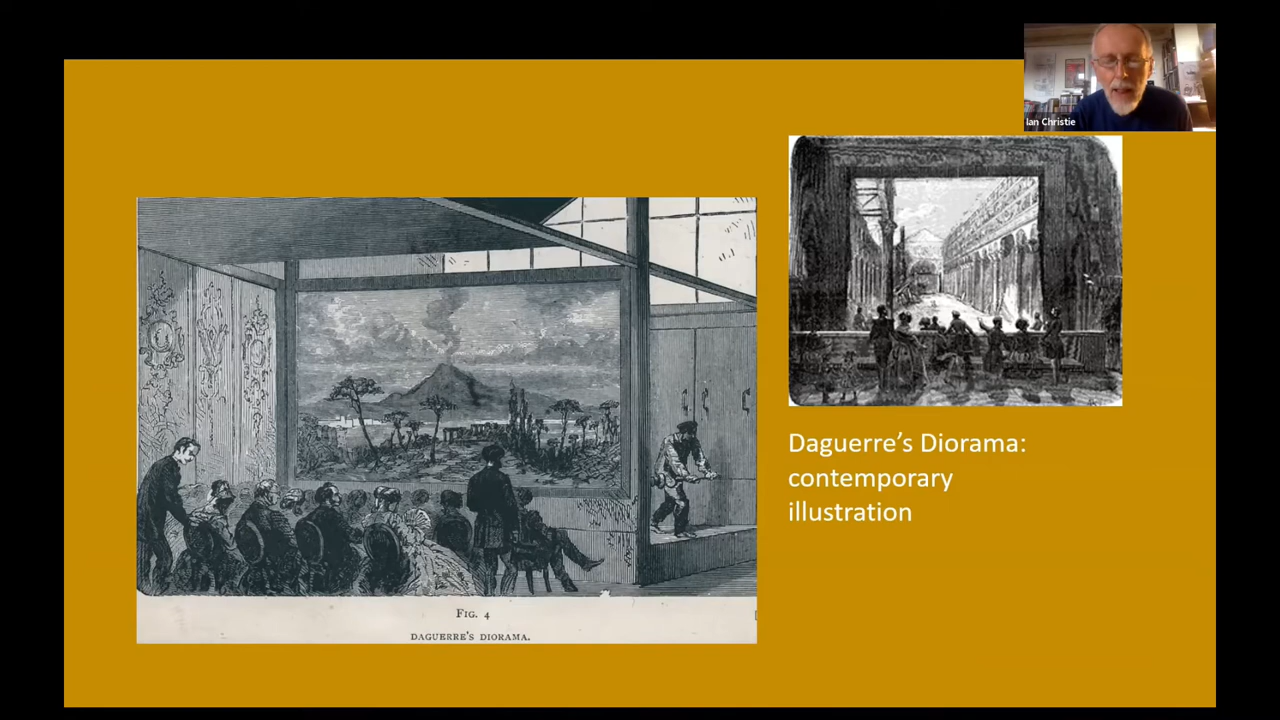 Ian Christie
Daguerre’s Diorama:
contemporary
illustration
FIG. 4
DAGUERRE'S DIORAMA.